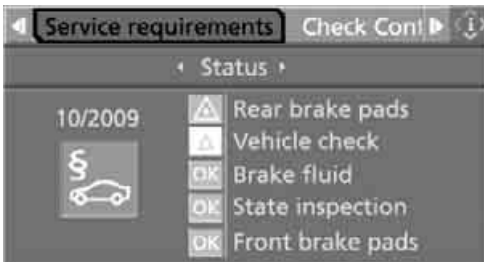 Service requirements Check Cont
Status
10/2009
§
Rear brake pads
Vehicle check
OK Brake fluid
OK State inspection
OK Front brake pads